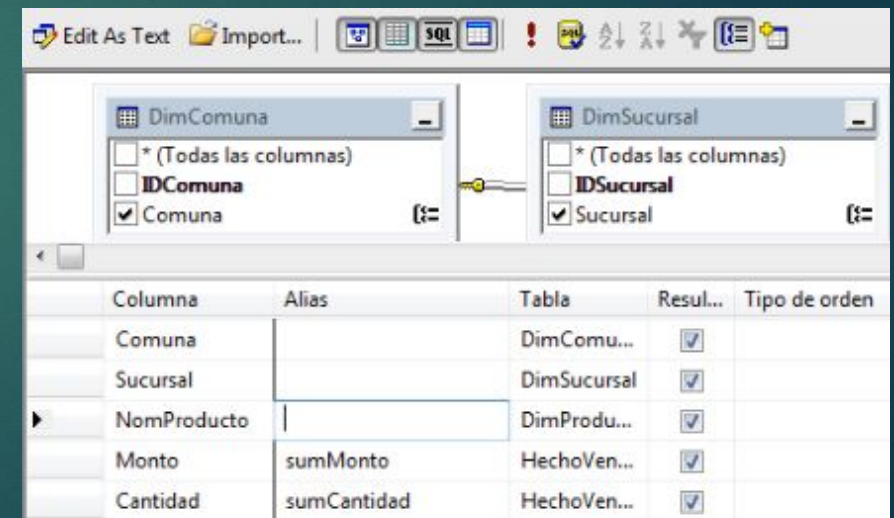 Edit As Text Import... SQL
DimComuna DimSucursal
* (Todas las columnas) * (Todas las columnas)
IDComuna IDSucursal
Comuna Sucursal
Columna Alias Tabla Resul... Tipo de orden
Comuna DimComu...
Sucursal DimSucursal
NomProducto DimProdu...
Monto sumMonto HechoVen...
Cantidad sumCantidad HechoVen...